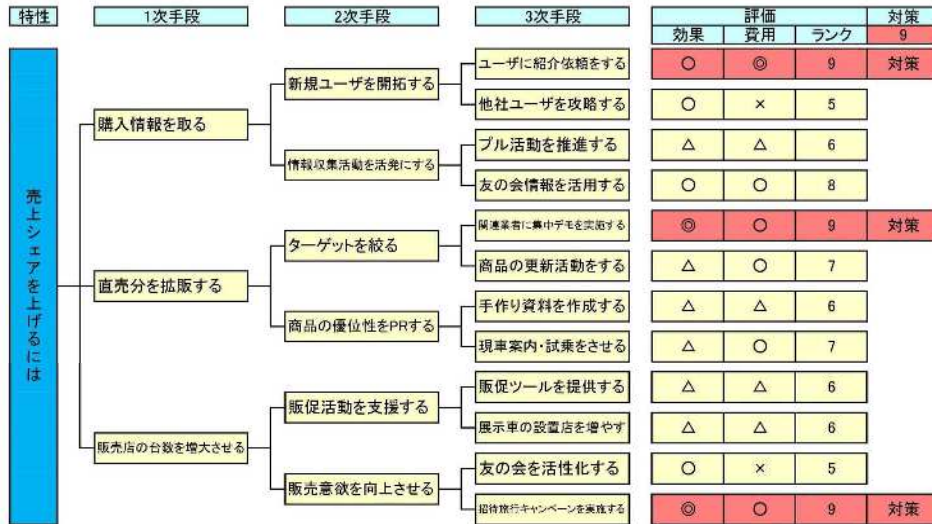 特性 1次手段 2次手段 3次手段 評価 対策
効果 費用 ランク 9
売上シェアを上げるには
購入情報を取る
新規ユーザを開拓する
ユーザに紹介依頼をする ○ ◎ 9 対策
他社ユーザを攻略する ○ × 5
情報収集活動を活発にする
プル活動を推進する △ △ 6
友の会情報を活用する ○ ○ 8
直売分を拡販する
ターゲットを絞る
関連業者に集中デモを実施する ◎ ○ 9 対策
商品の更新活動をする △ ○ 7
商品の優位性をPRする
手作り資料を作成する △ △ 6
現車案内・試乗をさせる △ ○ 7
販売店の台数を増大させる
販促活動を支援する
販促ツールを提供する △ △ 6
展示車の設置店を増やす △ △ 6
販売意欲を向上させる
友の会を活性化する ○ × 5
招待旅行キャンペーンを実施する ◎ ○ 9 対策